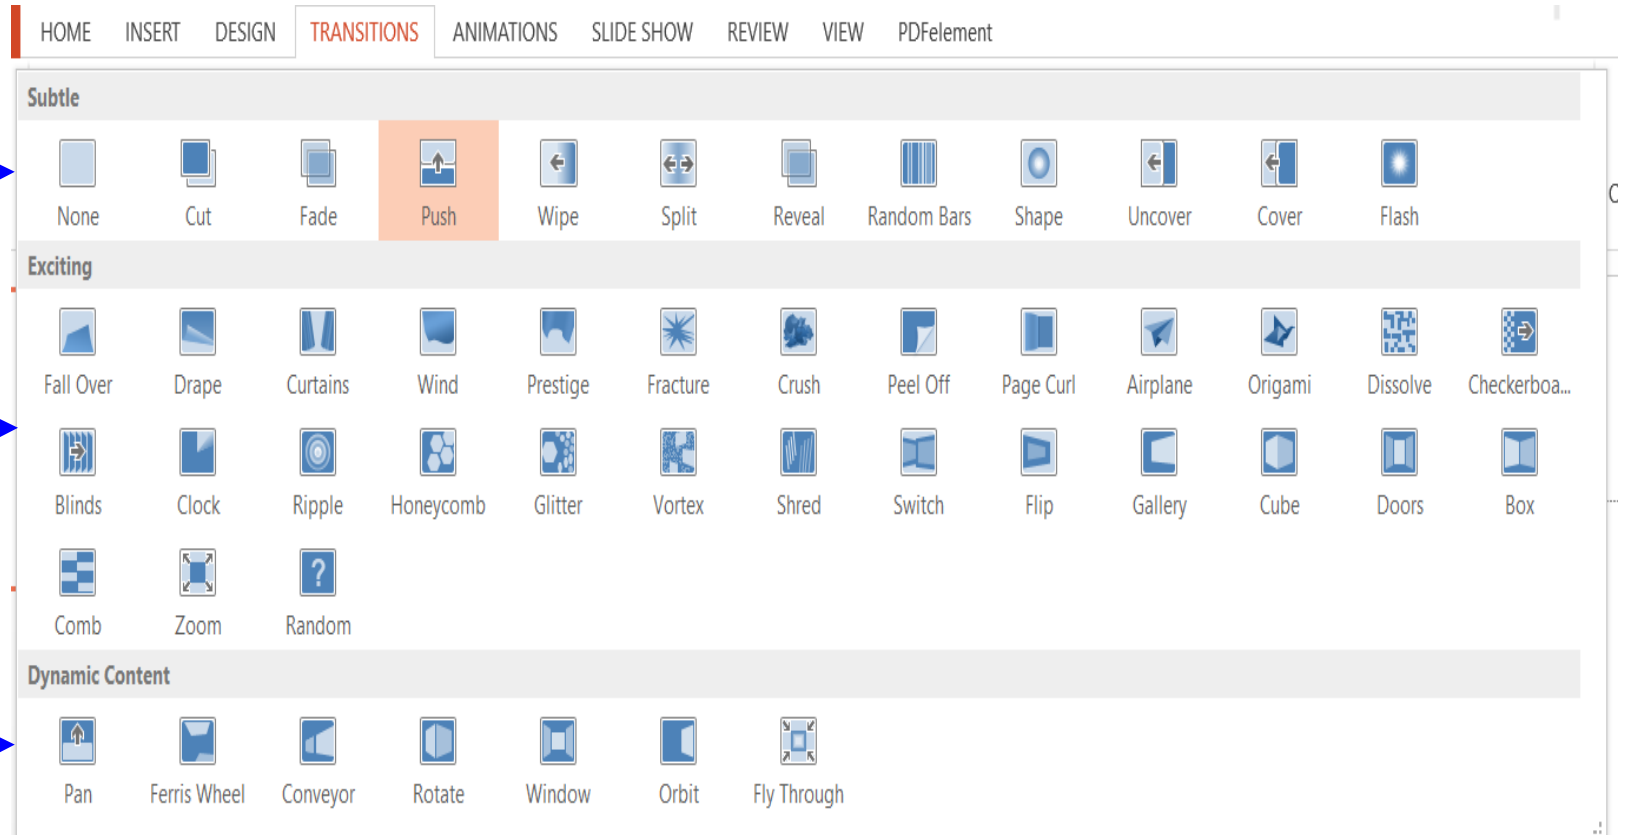 HOME INSERT DESIGN TRANSITIONS ANIMATIONS SLIDE SHOW REVIEW VIEW PDFelement
Subtle
None Cut Fade Push Wipe Split Reveal Random Bars Shape Uncover Cover Flash
Exciting
Fall Over Drape Curtains Wind Prestige Fracture Crush Peel Off Page Curl Airplane Origami Dissolve Checkerboa...
Blinds Clock Ripple Honeycomb Glitter Vortex Shred Switch Flip Gallery Cube Doors Box
?
Comb Zoom Random
Dynamic Content
Pan Ferris Wheel Conveyor Rotate Window Orbit Fly Through